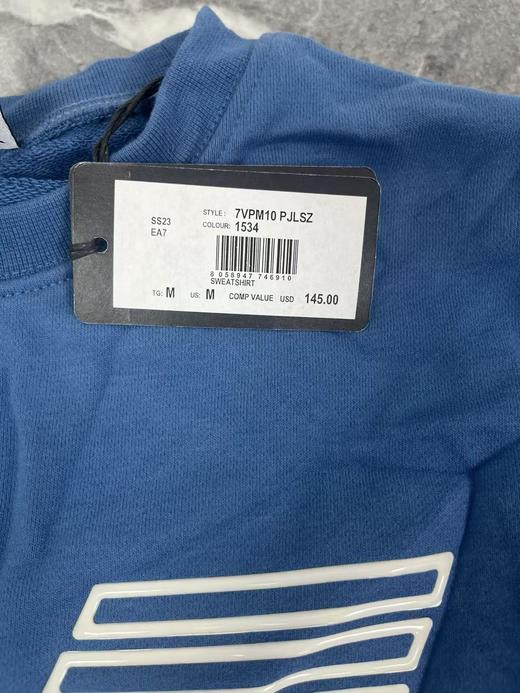 SS23
EA7
STYLE : 7VPM10 PJLSZ
COLOUR: 1534
8 058947 746910
SWEATSHIRT
TG: M US: M COMP VALUE USD 145.00